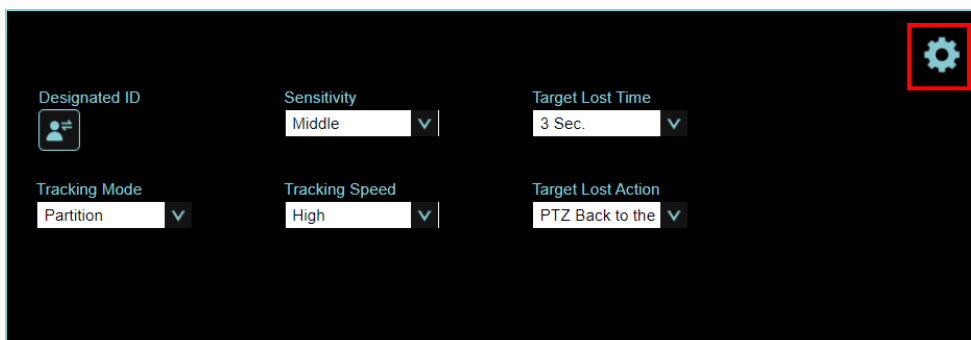 Designated ID
Sensitivity
Target Lost Time
Middle
3 Sec.
Tracking Mode
Tracking Speed
Target Lost Action
Partition
High
PTZ Back to the